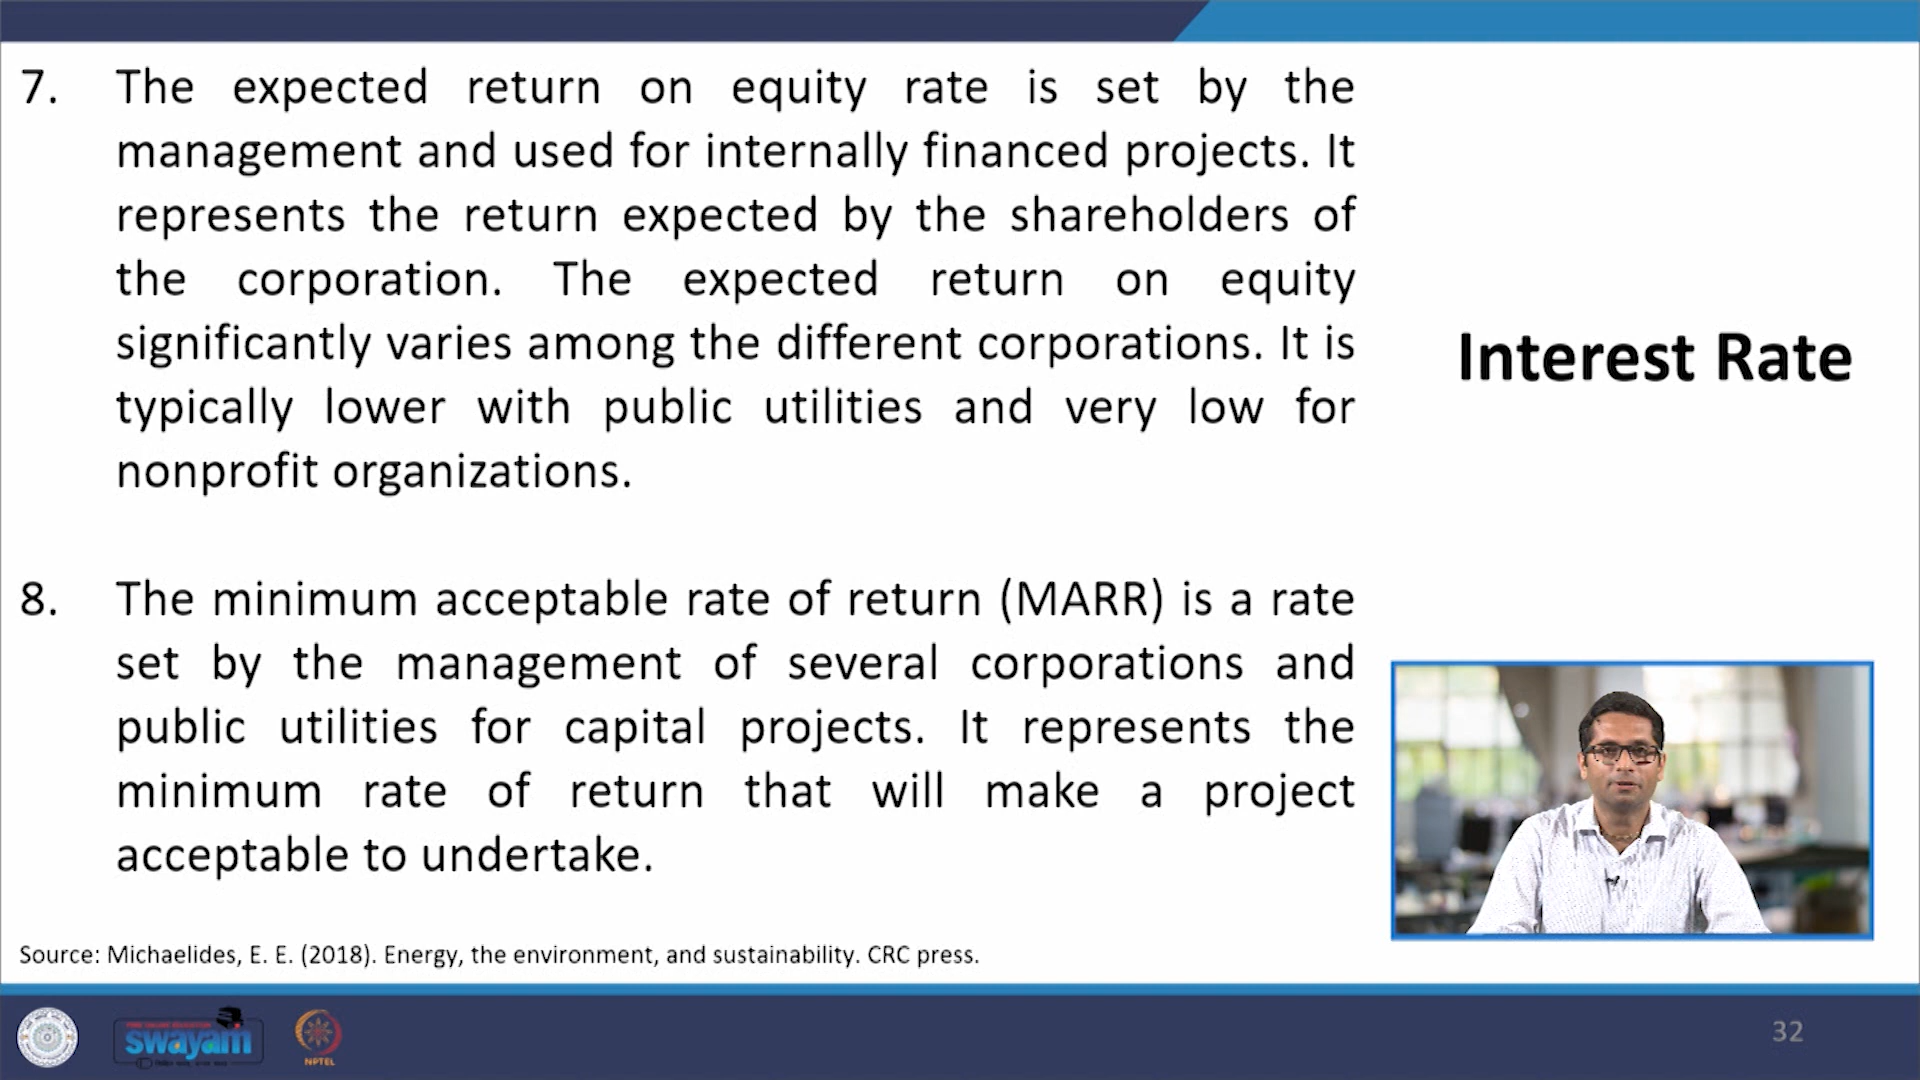 7. The expected return on equity rate is set by the
management and used for internally financed projects. It
represents the return expected by the shareholders of
the corporation. The expected return on equity
significantly varies among the different corporations. It is
typically lower with public utilities and very low for
nonprofit organizations.
8. The minimum acceptable rate of return (MARR) is a rate
set by the management of several corporations and
public utilities for capital projects. It represents the
minimum rate of return that will make a project
acceptable to undertake.
Interest Rate
Source: Michaelides, E. E. (2018). Energy, the environment, and sustainability. CRC press.
swayam
NPTEL
32